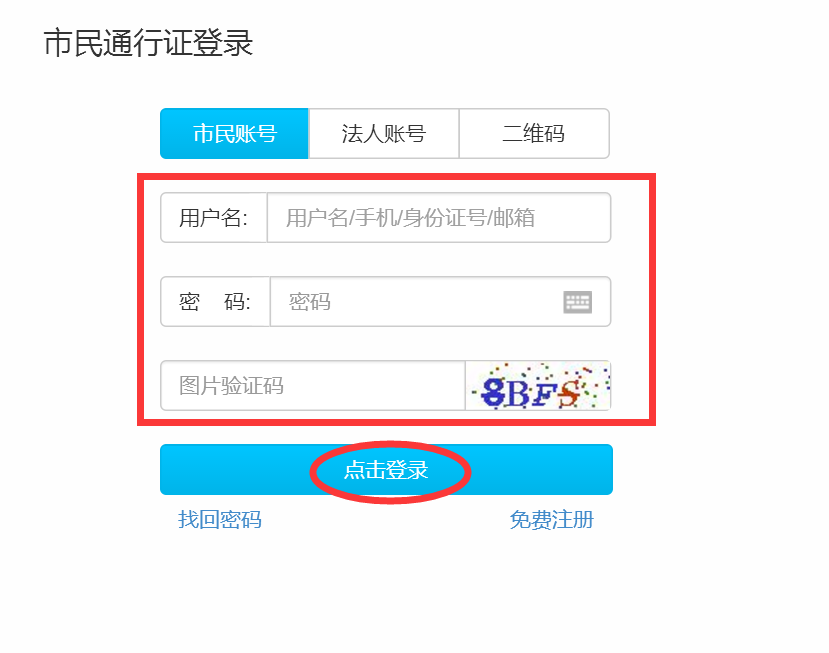 市民通行证登录
市民账号 法人账号 二维码
用户名: 用户名/手机/身份证号/邮箱
密 码: 密码
图片验证码 8BFS
点击登录
找回密码 免费注册